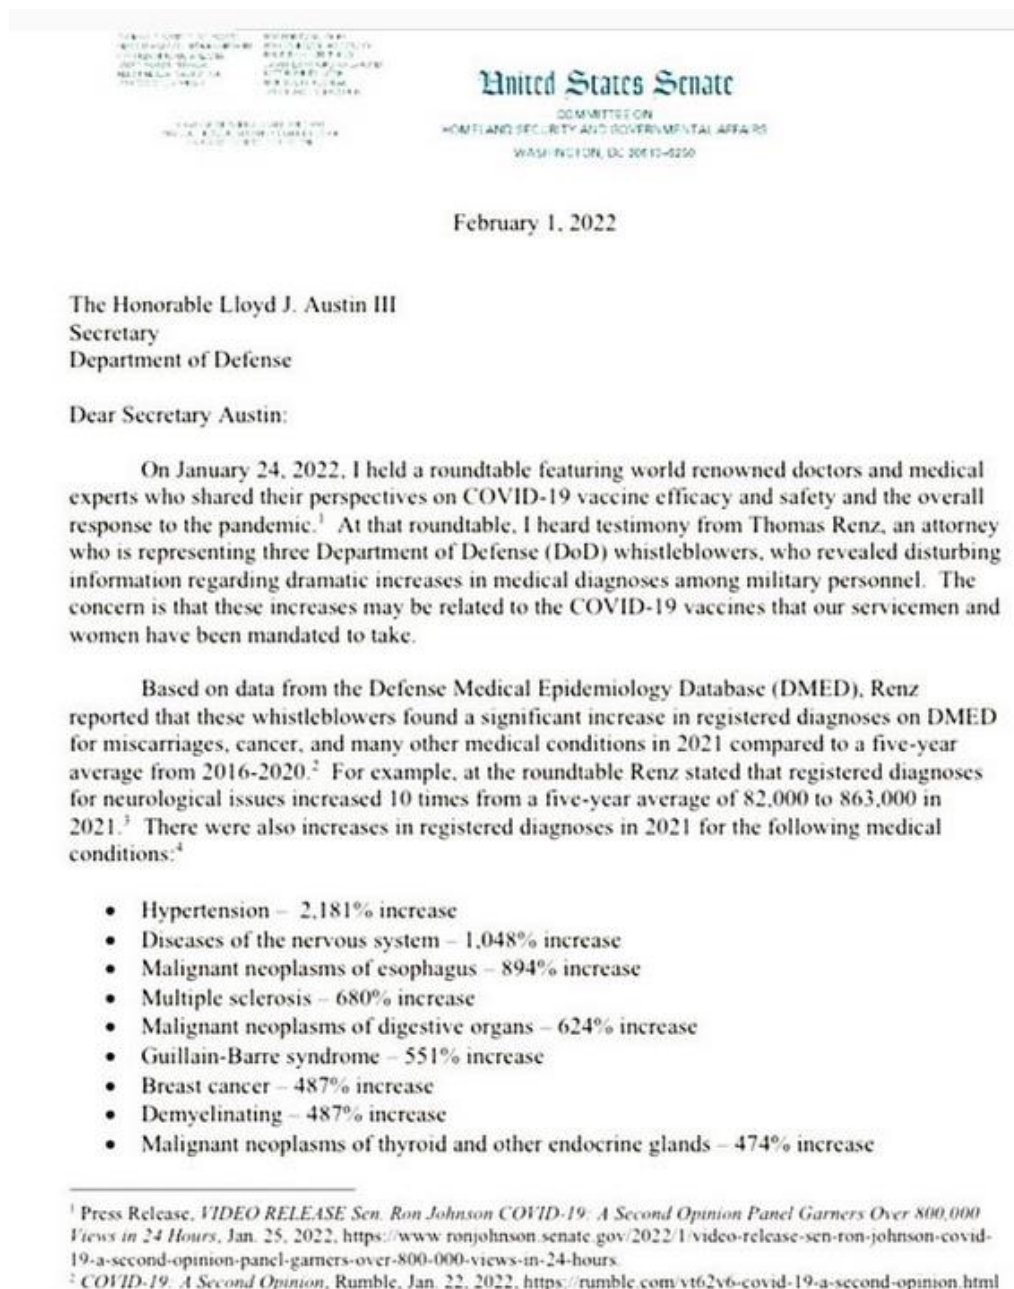 United States Senate
COMMITTEE ON
HOMELAND SECURITY AND GOVERNMENTAL AFFAIRS
WASHINGTON, DC 20510-6250
February 1, 2022
The Honorable Lloyd J. Austin III
Secretary
Department of Defense
Dear Secretary Austin:
On January 24, 2022, I held a roundtable featuring world renowned doctors and medical
experts who shared their perspectives on COVID-19 vaccine efficacy and safety and the overall
response to the pandemic.¹ At that roundtable, I heard testimony from Thomas Renz, an attorney
who is representing three Department of Defense (DoD) whistleblowers, who revealed disturbing
information regarding dramatic increases in medical diagnoses among military personnel. The
concern is that these increases may be related to the COVID-19 vaccines that our servicemen and
women have been mandated to take.
Based on data from the Defense Medical Epidemiology Database (DMED), Renz
reported that these whistleblowers found a significant increase in registered diagnoses on DMED
for miscarriages, cancer, and many other medical conditions in 2021 compared to a five-year
average from 2016-2020.² For example, at the roundtable Renz stated that registered diagnoses
for neurological issues increased 10 times from a five-year average of 82,000 to 863,000 in
2021.³ There were also increases in registered diagnoses in 2021 for the following medical
conditions:⁴
• Hypertension – 2,181% increase
• Diseases of the nervous system – 1,048% increase
• Malignant neoplasms of esophagus – 894% increase
• Multiple sclerosis – 680% increase
• Malignant neoplasms of digestive organs – 624% increase
• Guillain-Barre syndrome – 551% increase
• Breast cancer – 487% increase
• Demyelinating – 487% increase
• Malignant neoplasms of thyroid and other endocrine glands – 474% increase
¹ Press Release, VIDEO RELEASE Sen. Ron Johnson COVID-19: A Second Opinion Panel Garners Over 800,000
Views in 24 Hours, Jan. 25, 2022, https://www.ronjohnson.senate.gov/2022/1/video-release-sen-ron-johnson-covid-
19-a-second-opinion-panel-garners-over-800-000-views-in-24-hours.
² COVID-19: A Second Opinion, Rumble, Jan. 22, 2022, https://rumble.com/vt62y6-covid-19-a-second-opinion.html